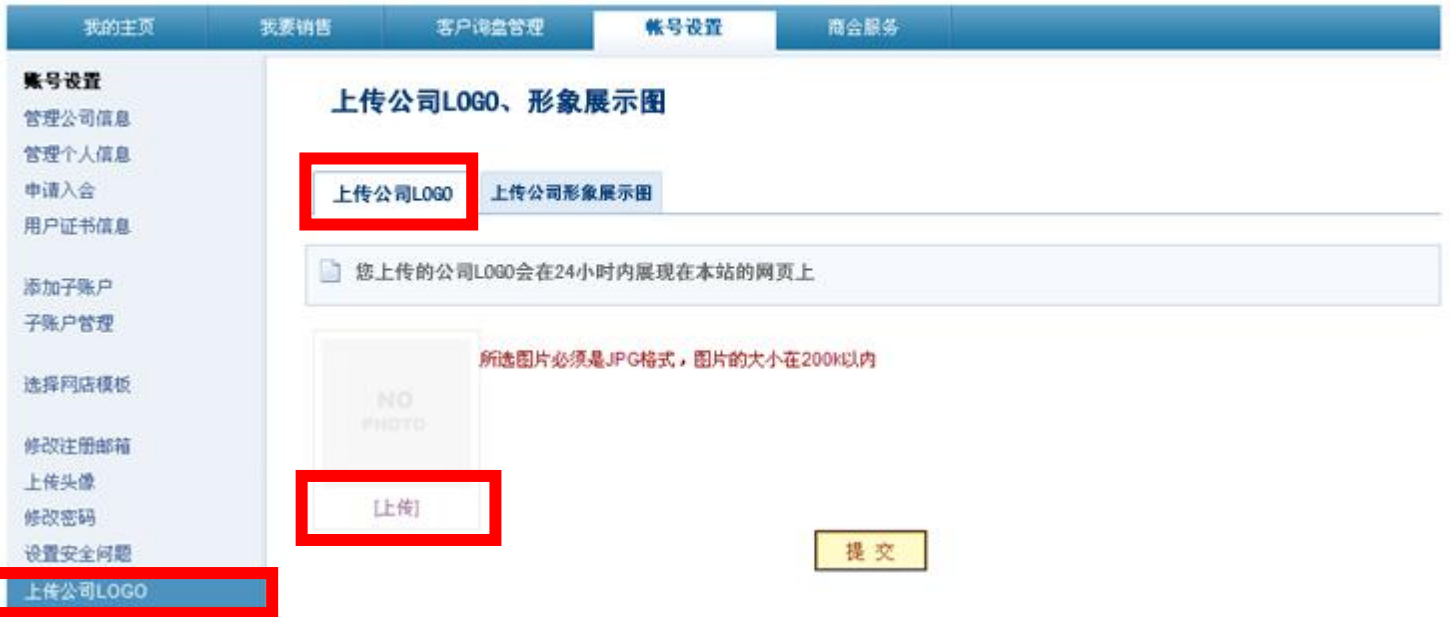 我的主页 我要销售 客户询盘管理 帐号设置 商会服务
账号设置
管理公司信息
管理个人信息
申请入会
用户证书信息
添加子账户
子账户管理
选择网店模板
修改注册邮箱
上传头像
修改密码
设置安全问题
上传公司LOGO
上传公司LOGO、形象展示图
上传公司LOGO 上传公司形象展示图
您上传的公司LOGO会在24小时内展现在本站的网页上
所选图片必须是JPG格式，图片的大小在200k以内
NO
PHOTO
[上传]
提 交